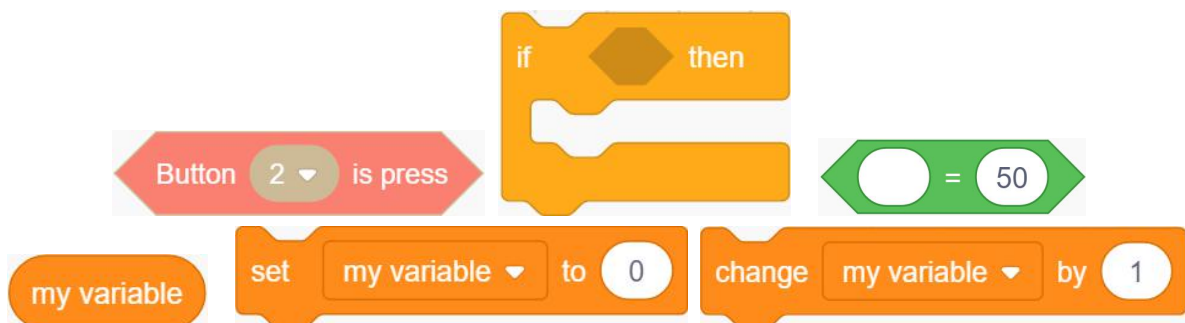 if then
Button 2 is press
= 50
my variable
set my variable to 0
change my variable by 1